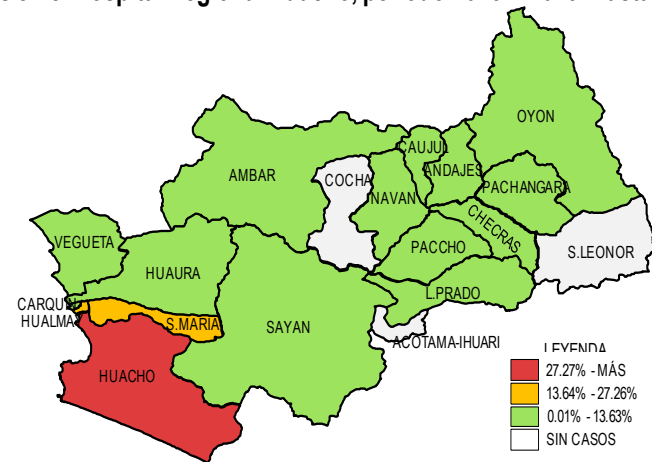 OYON
CAUJUL
ANDAJES
AMBAR
COCHA
NAVAN
PACHANGARA
CHECRAS
VEGUETA
PACCHO
S.LEONOR
HUAURA
L.PRADO
CARQUIN
HUALMAY
S.MARIA
SAYAN
ACOTAMA-IHUARI
HUACHO
LEYENDA
27.27% - MÁS
13.64% - 27.26%
0.01% - 13.63%
SIN CASOS